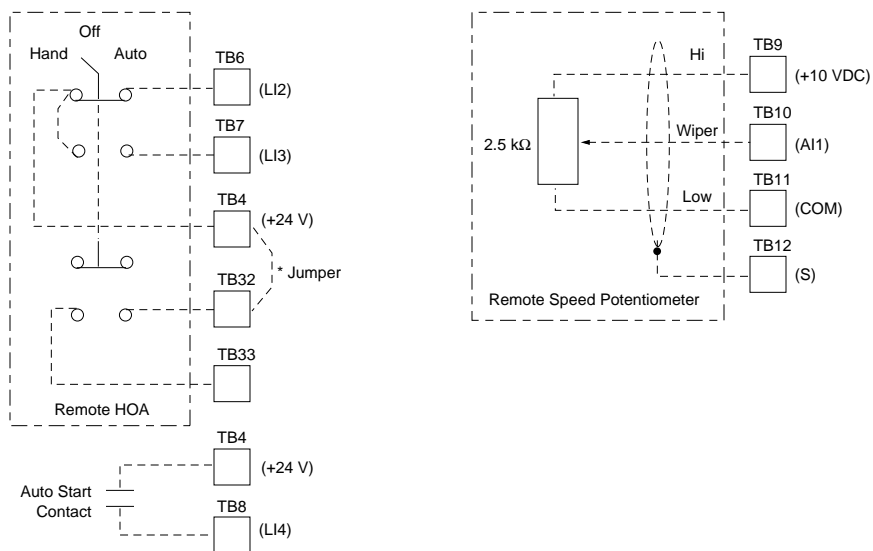 Off
Hand
Auto
TB6
(LI2)
TB7
(LI3)
TB4
(+24 V)
* Jumper
TB32
TB33
Remote HOA
TB4
(+24 V)
Auto Start
Contact
TB8
(LI4)
Hi
TB9
(+10 VDC)
2.5 kΩ
Wiper
TB10
(AI1)
Low
TB11
(COM)
TB12
(S)
Remote Speed Potentiometer